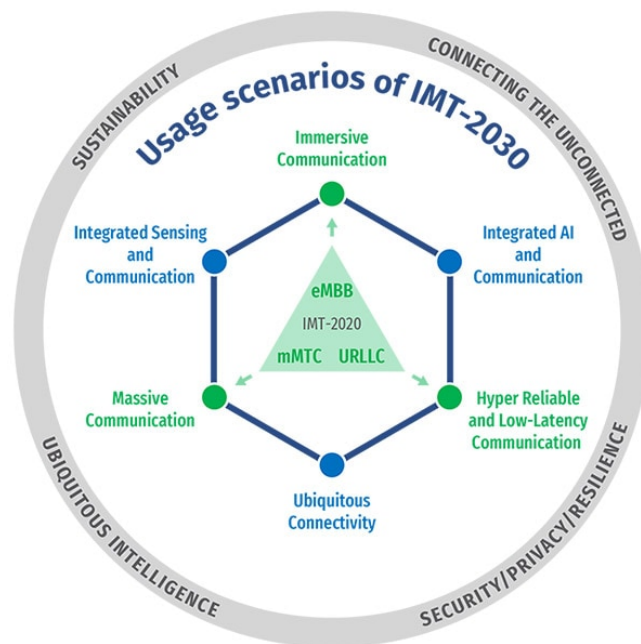 SUSTAINABILITY
CONNECTING THE UNCONNECTED
Usage scenarios of IMT-2030
Immersive
Communication
Integrated Sensing
and
Communication
Integrated AI
and
Communication
eMBB
IMT-2020
mMTC URLLC
Massive
Communication
Hyper Reliable
and Low-Latency
Communication
Ubiquitous
Connectivity
UBIQUITOUS INTELLIGENCE
SECURITY/PRIVACY/RESILIENCE